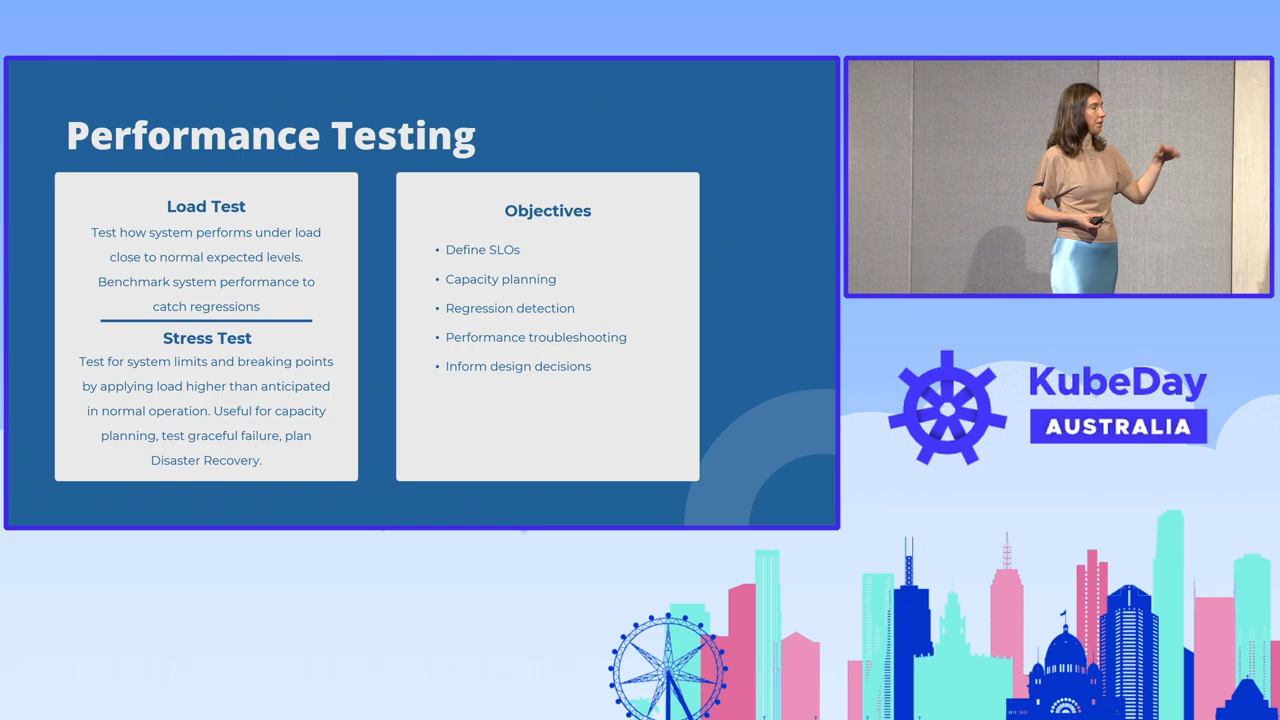 Performance Testing
Load Test
Test how system performs under load
close to normal expected levels.
Benchmark system performance to
catch regressions
Stress Test
Test for system limits and breaking points
by applying load higher than anticipated
in normal operation. Useful for capacity
planning, test graceful failure, plan
Disaster Recovery.
Objectives
• Define SLOs
• Capacity planning
• Regression detection
• Performance troubleshooting
• Inform design decisions
KubeDay
AUSTRALIA